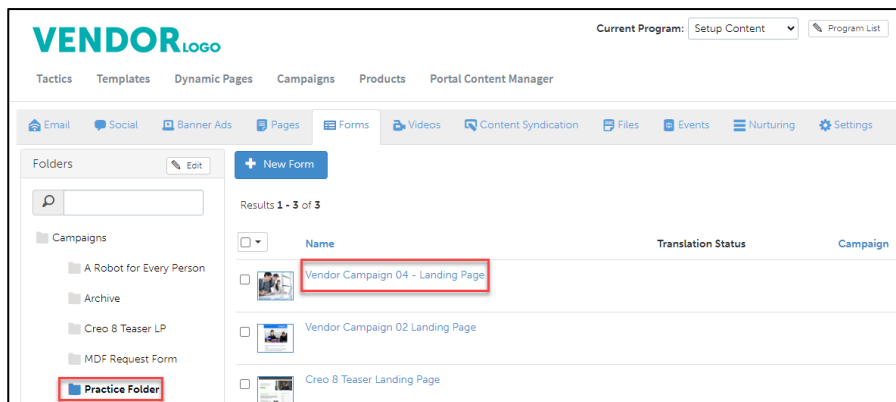 VENDOR LOGO
Current Program: Setup Content Program List
Tactics Templates Dynamic Pages Campaigns Products Portal Content Manager
Email Social Banner Ads Pages Forms Videos Content Syndication Files Events Nurturing Settings
Folders Edit
+ New Form
Results 1 - 3 of 3
Campaigns
Name Translation Status Campaign
A Robot for Every Person
Vendor Campaign 04 - Landing Page
Archive
Creo 8 Teaser LP
Vendor Campaign 02 Landing Page
MDF Request Form
Practice Folder
Creo 8 Teaser Landing Page